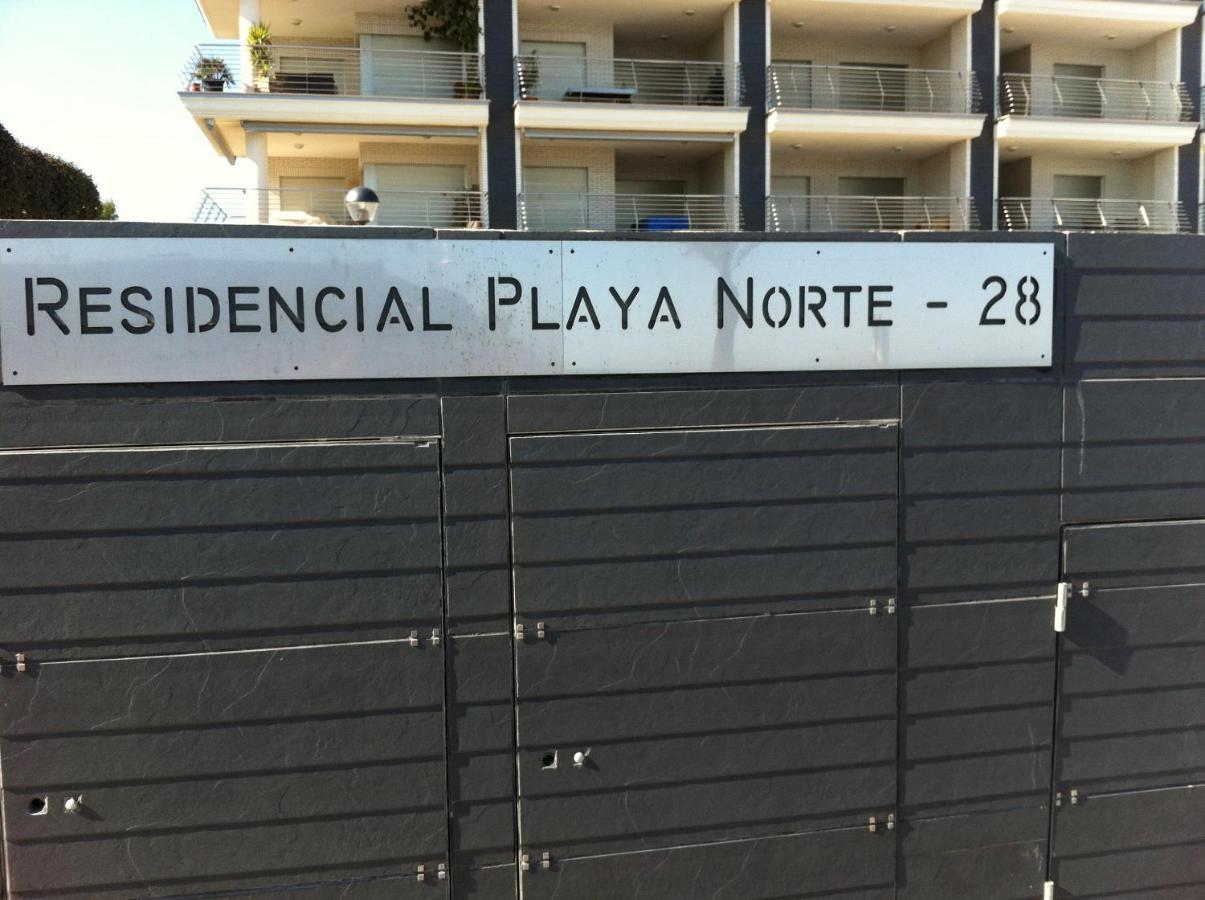 RESIDENCIAL PLAYA NORTE - 28